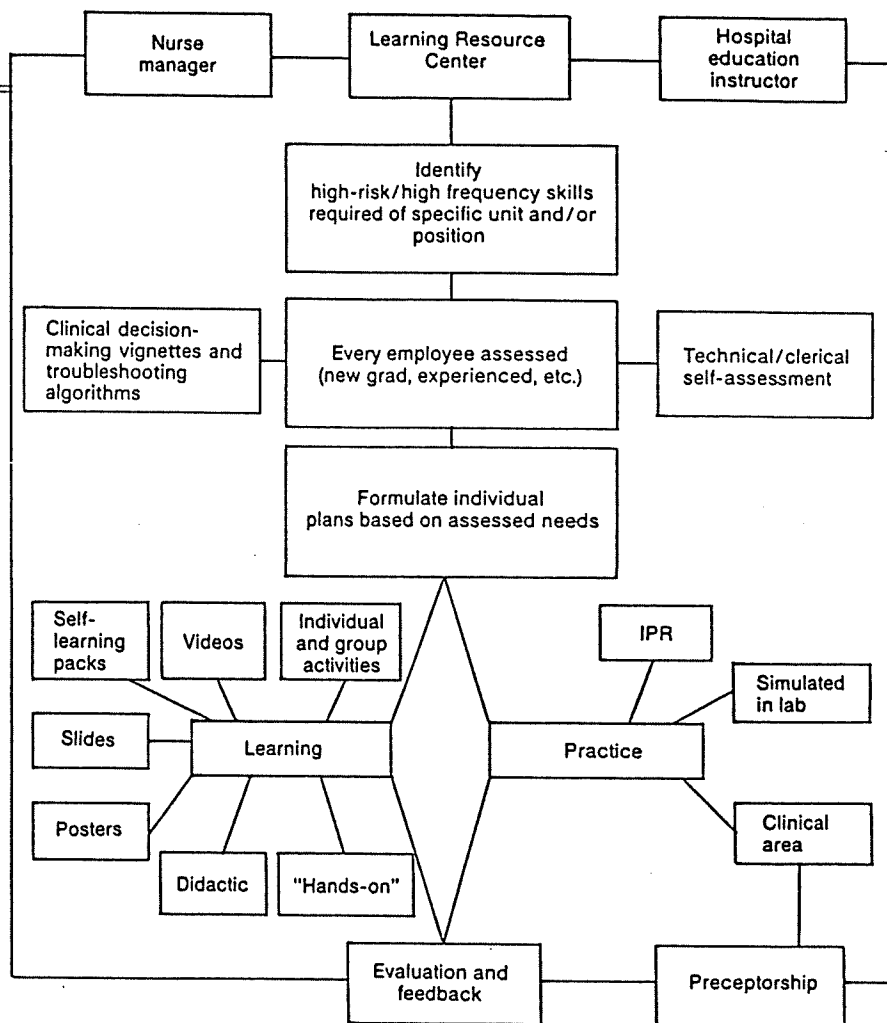 Nurse
manager
Learning Resource
Center
Hospital
education
instructor
Identify
high-risk/high frequency skills
required of specific unit and/or
position
Clinical decision-
making vignettes and
troubleshooting
algorithms
Every employee assessed
(new grad, experienced, etc.)
Technical/clerical
self-assessment
Formulate individual
plans based on assessed needs
Self-
learning
packs
Videos
Individual
and group
activities
IPR
Simulated
in lab
Slides
Learning
Practice
Posters
Clinical
area
Didactic
"Hands-on"
Evaluation and
feedback
Preceptorship